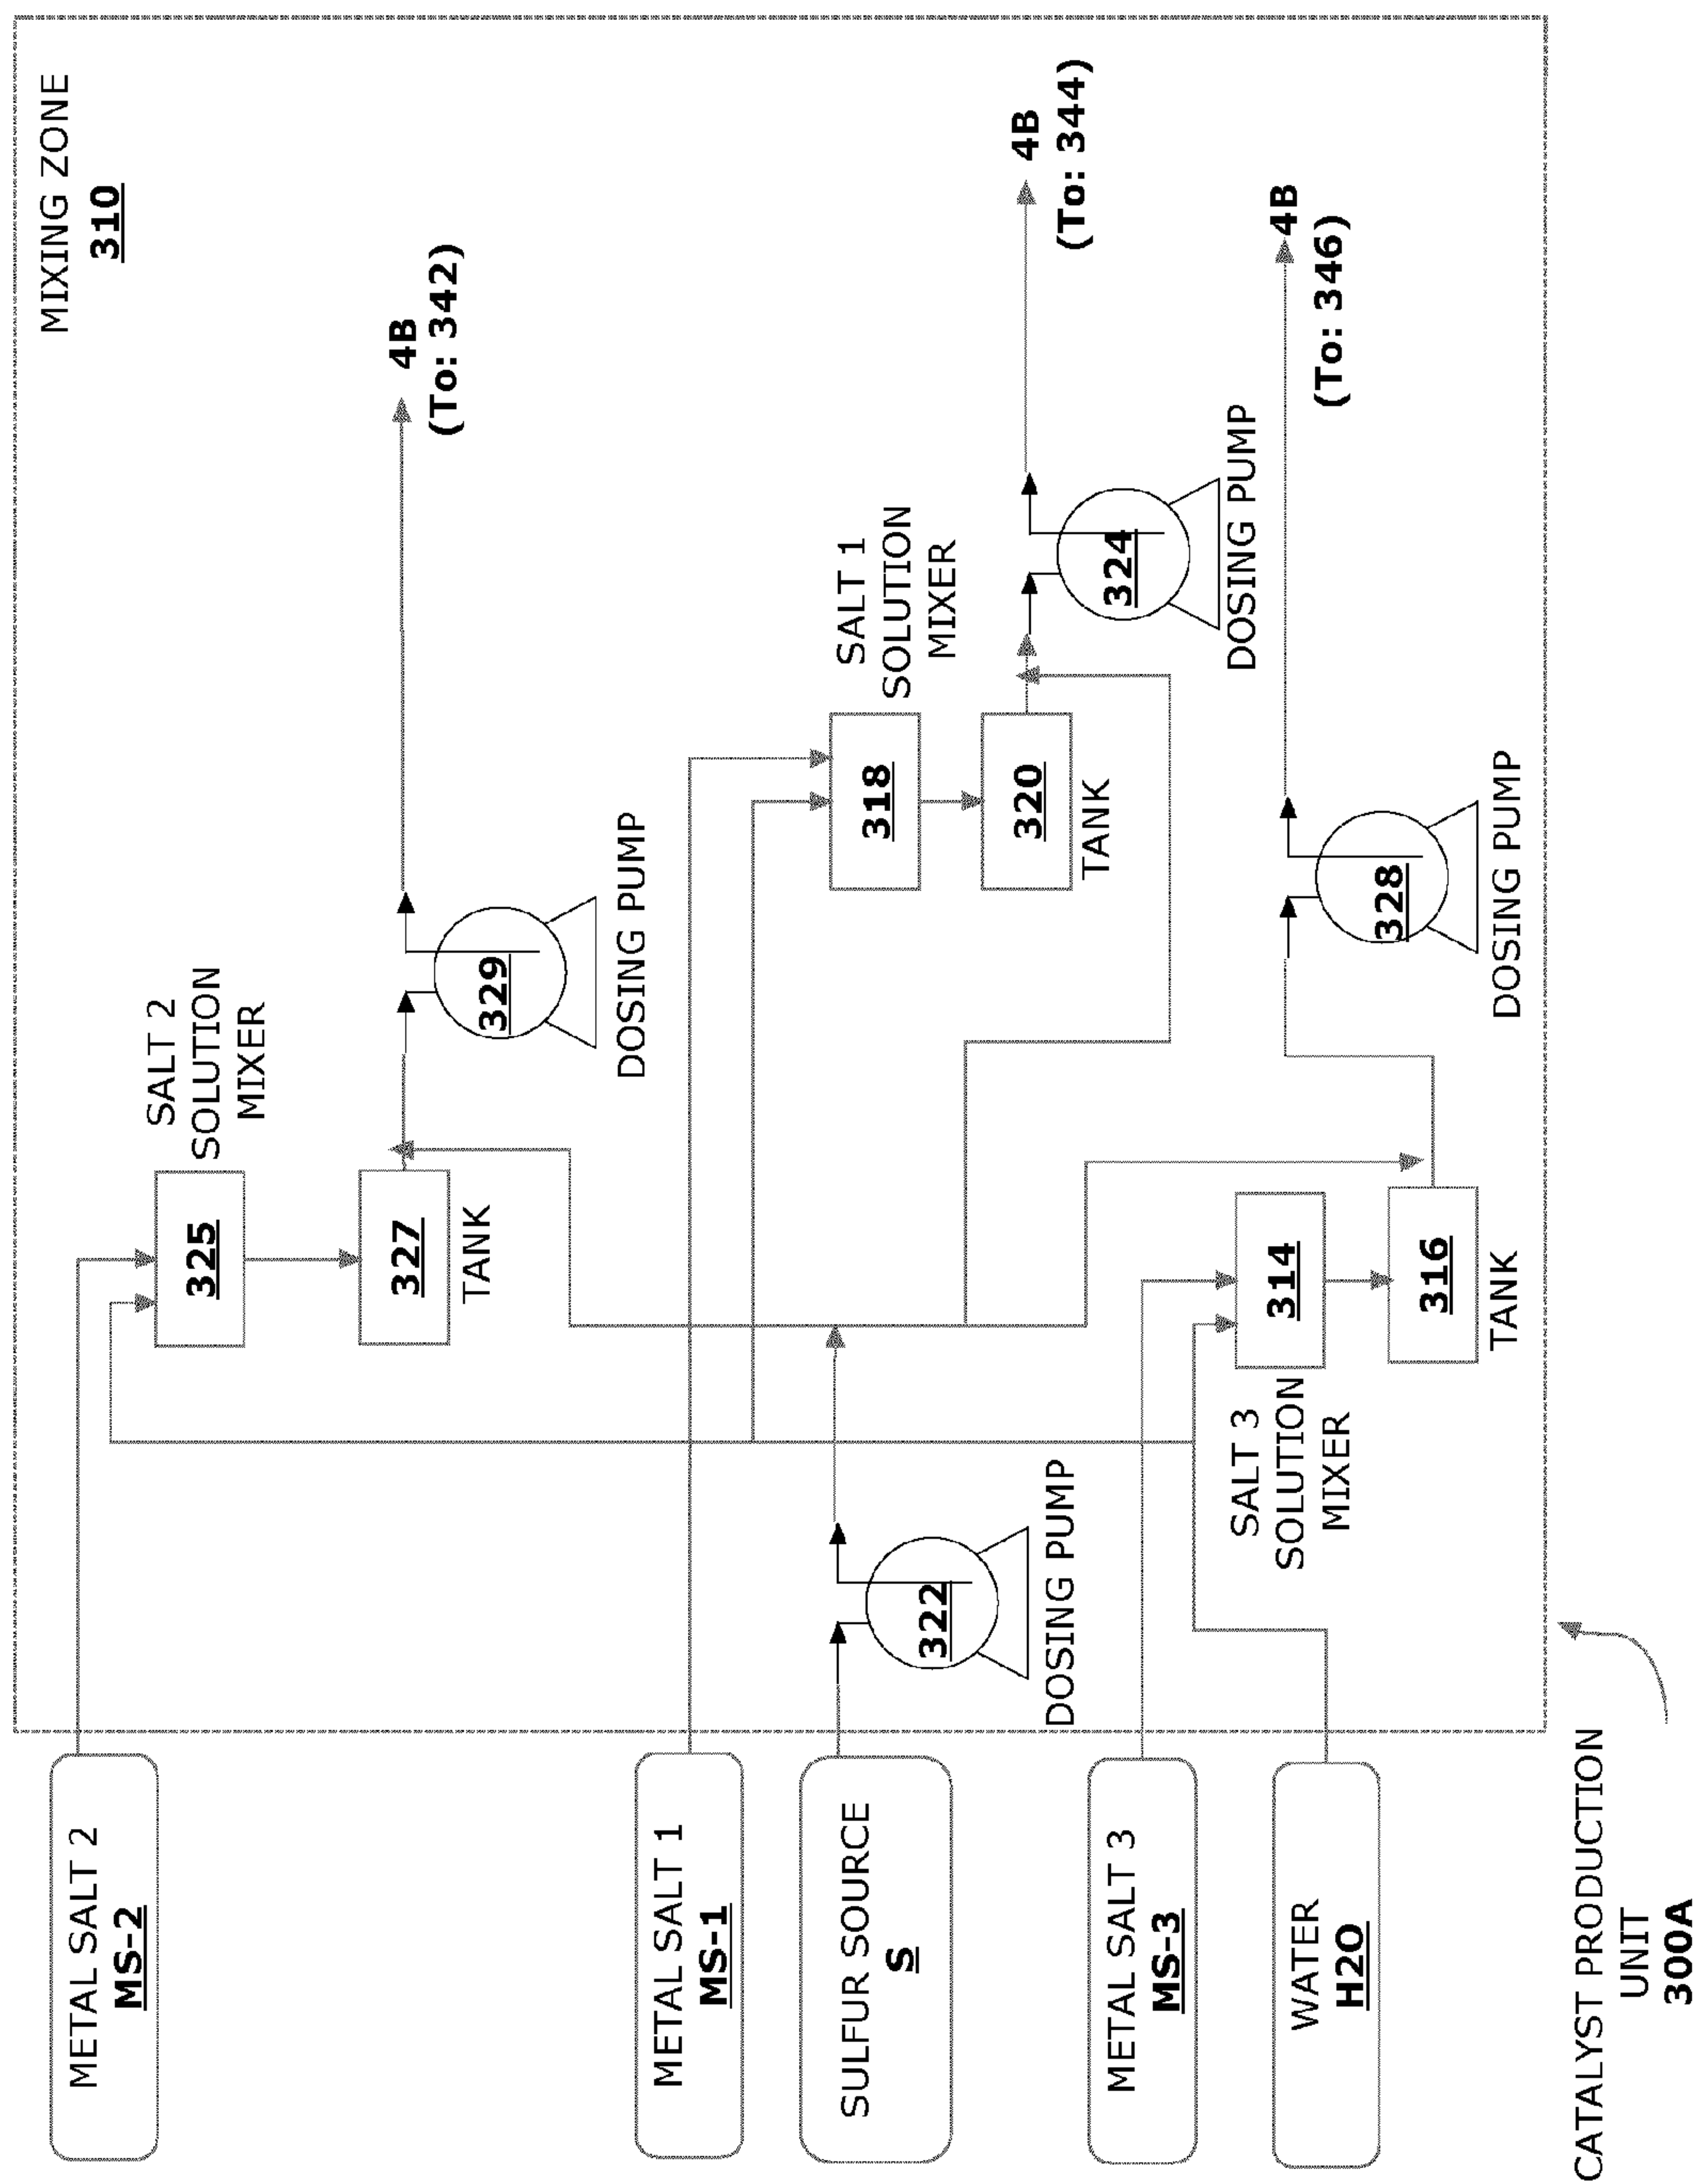 MIXING ZONE
310
METAL SALT 2
MS-2
SALT 2
SOLUTION
MIXER
325
327
TANK
329
DOSING PUMP
4B
(To: 342)
METAL SALT 1
MS-1
SALT 1
SOLUTION
MIXER
318
320
TANK
324
DOSING PUMP
4B
(To: 344)
SULFUR SOURCE
S
322
DOSING PUMP
METAL SALT 3
MS-3
SALT 3
SOLUTION
MIXER
314
316
TANK
328
DOSING PUMP
4B
(To: 346)
WATER
H2O
CATALYST PRODUCTION
UNIT
300A